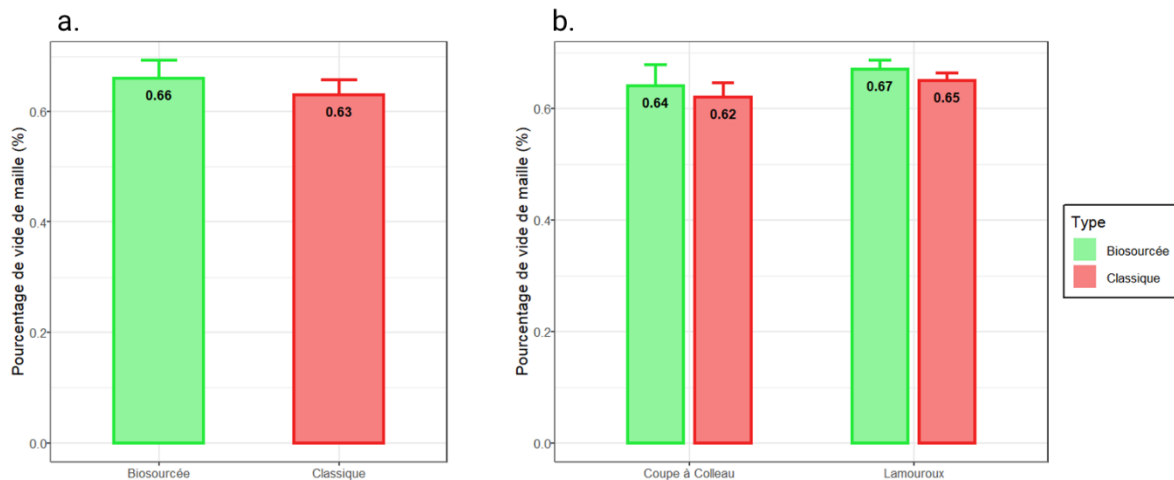 a.
Pourcentage de vide de maille (%)
0.6
0.4
0.2
0.0
0.66
0.63
Biosourcée
Classique
b.
Pourcentage de vide de maille (%)
0.6
0.4
0.2
0.0
0.64
0.62
0.67
0.65
Coupe à Colleau
Lamouroux
Type
Biosourcée
Classique